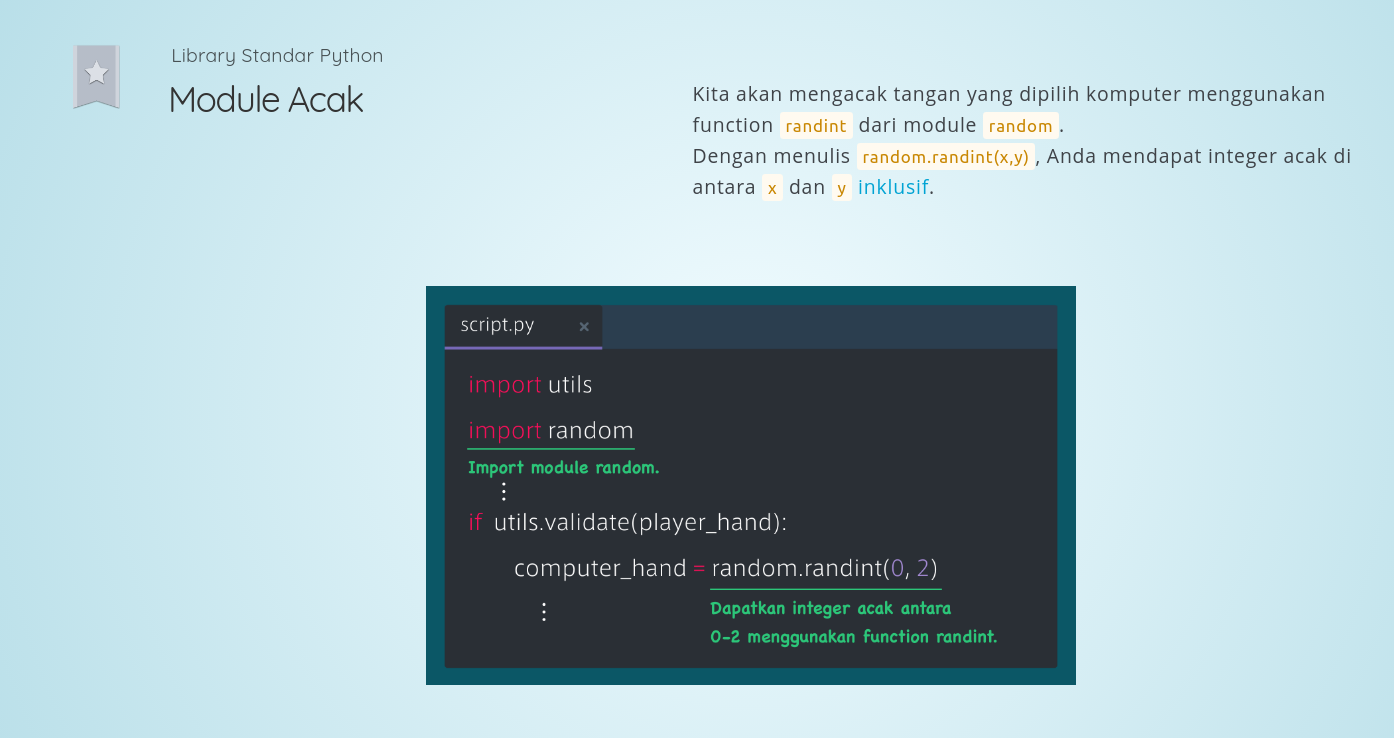 Library Standar Python
Module Acak
Kita akan mengacak tangan yang dipilih komputer menggunakan
function randint dari module random.
Dengan menulis random.randint(x,y), Anda mendapat integer acak di
antara x dan y inklusif.
script.py ×
import utils
import random
Import module random.
⋮
if utils.validate(player_hand):
computer_hand = random.randint(0, 2)
⋮
Dapatkan integer acak antara
0-2 menggunakan function randint.